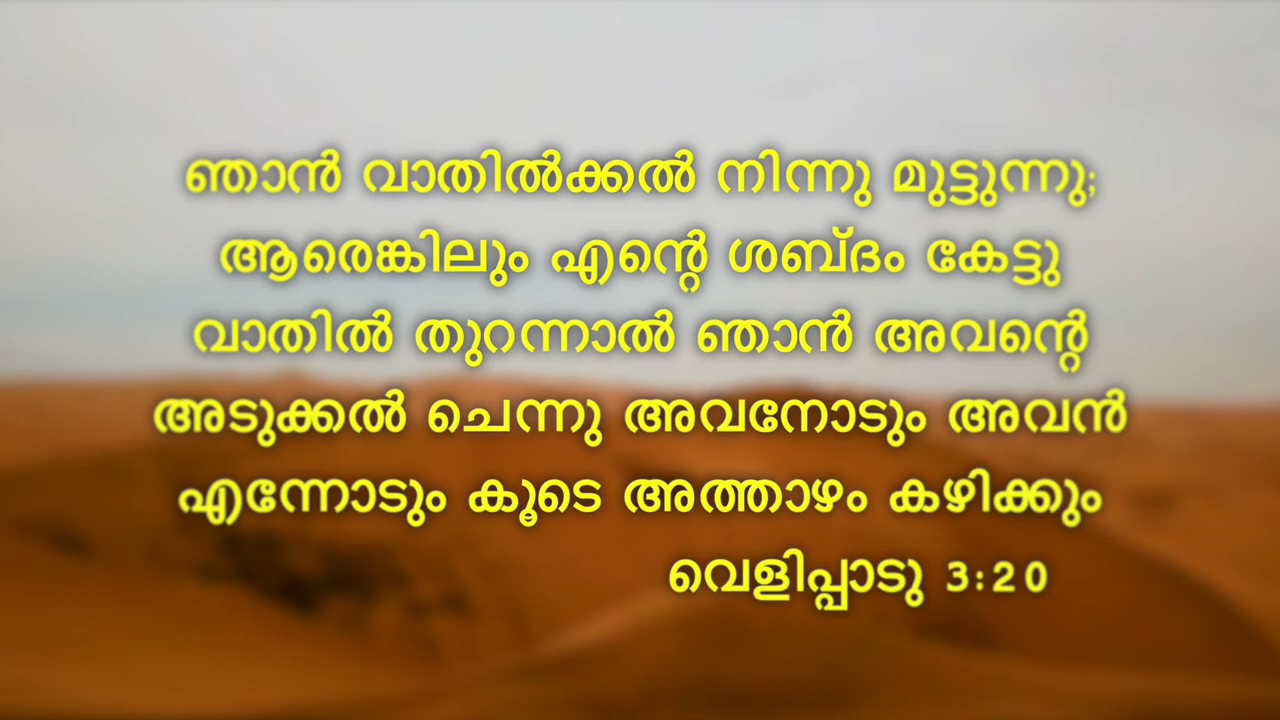 ഞാൻ വാതിൽക്കൽ നിന്നു മുട്ടുന്നു;
ആരെങ്കിലും എന്റെ ശബ്ദം കേട്ടു
വാതിൽ തുറന്നാൽ ഞാൻ അവന്റെ
അടുക്കൽ ചെന്നു അവനോടും അവൻ
എന്നോടും കൂടെ അത്താഴം കഴിക്കും
വെളിപ്പാടു 3:20